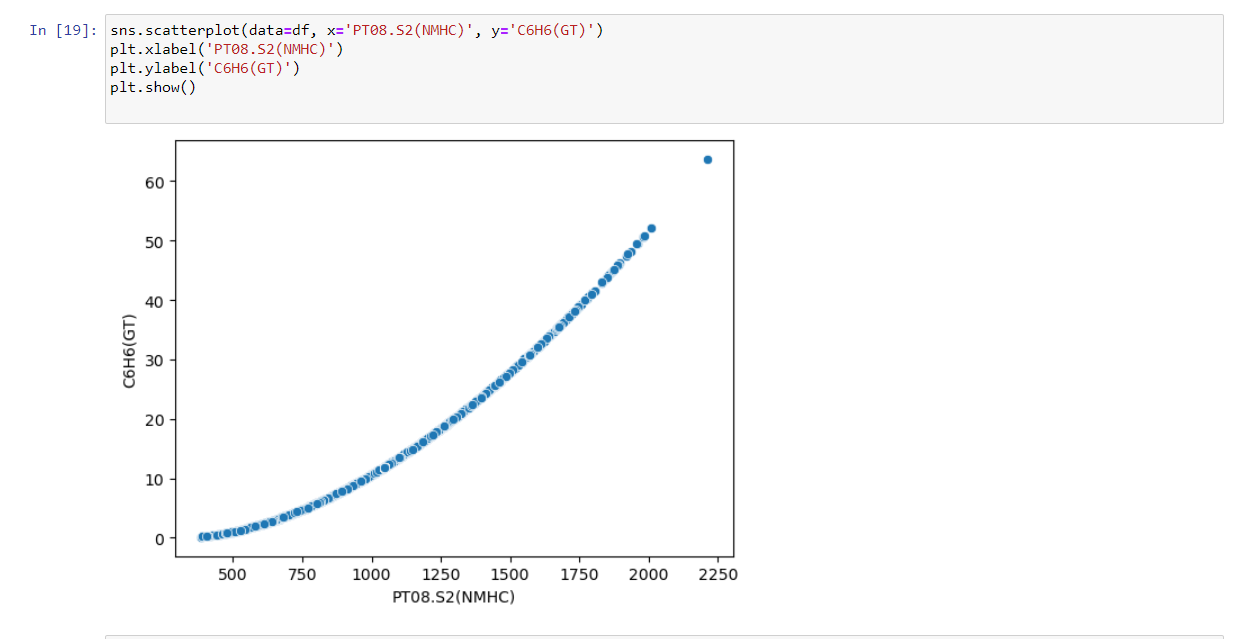 In [19]: sns.scatterplot(data=df, x='PT08.S2(NMHC)', y='C6H6(GT)')
plt.xlabel('PT08.S2(NMHC)')
plt.ylabel('C6H6(GT)')
plt.show()
60
50
40
30
20
10
0
C6H6(GT)
500 750 1000 1250 1500 1750 2000 2250
PT08.S2(NMHC)